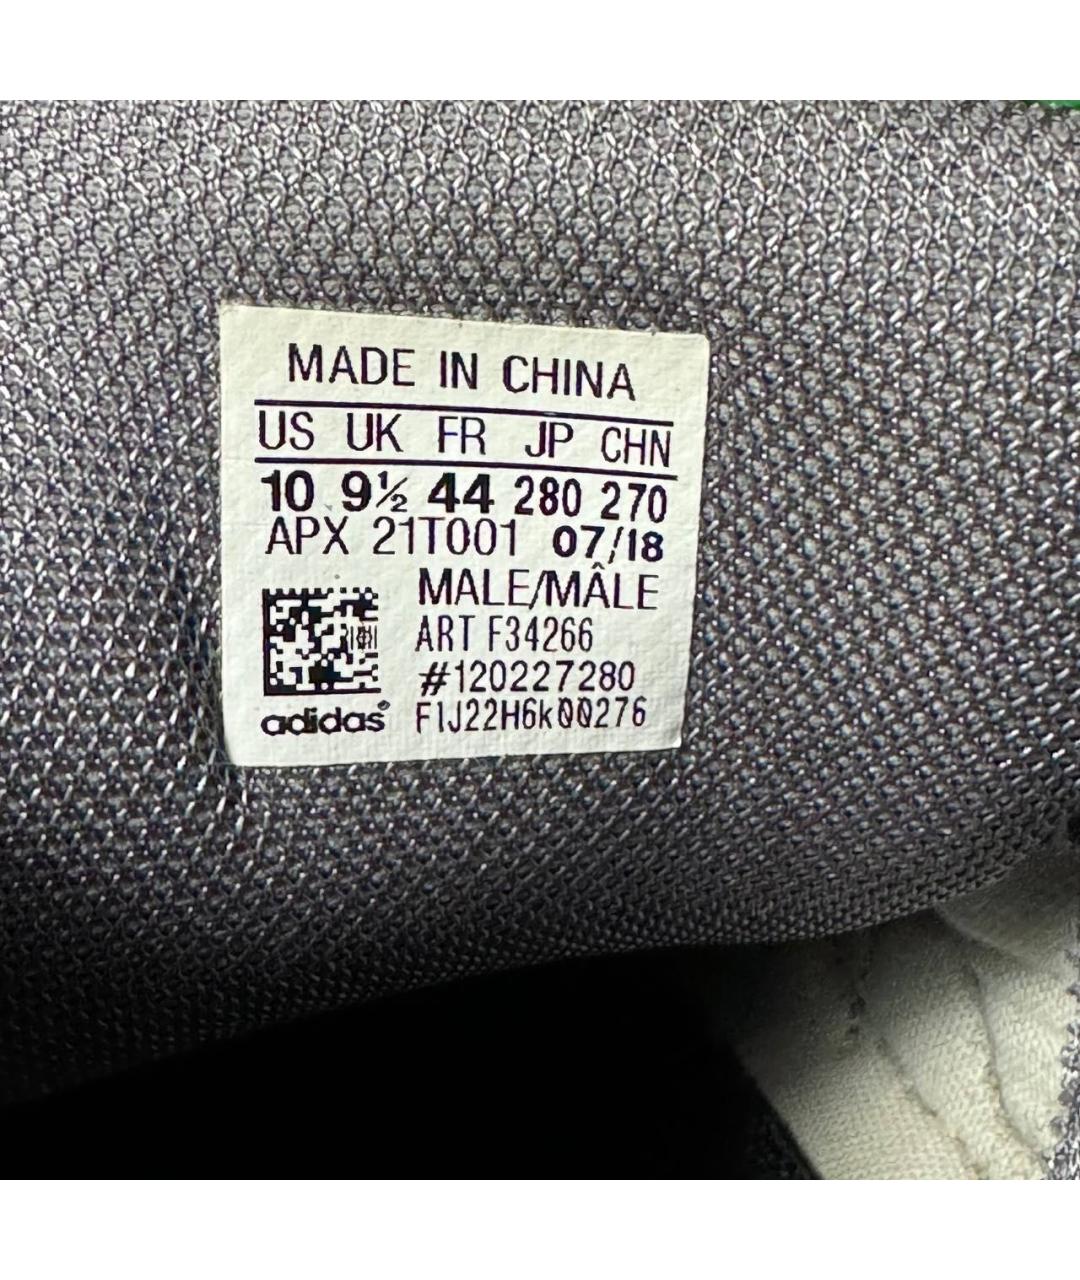 MADE IN CHINA
US UK FR JP CHN
10 9½ 44 280 270
APX 21T001 07/18
MALE/MÂLE
ART F34266
#120227280
adidas® F1J22H6k00276